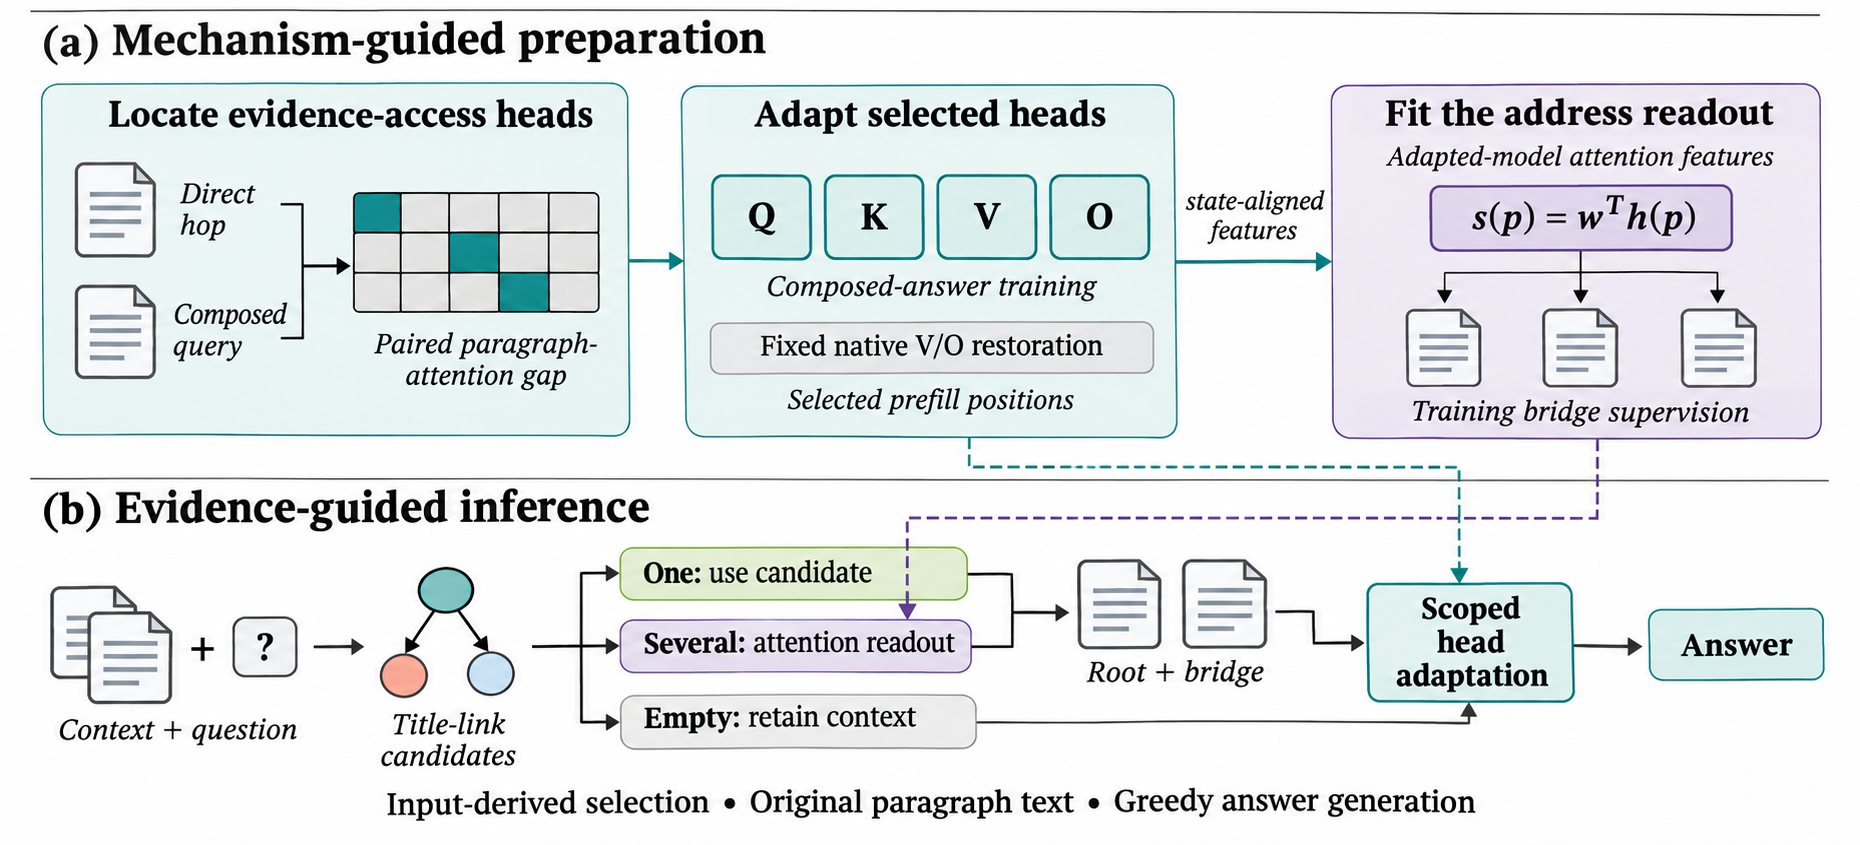 (a) Mechanism-guided preparation
Locate evidence-access heads
Direct
hop
Composed
query
Paired paragraph-
attention gap
Adapt selected heads
Q K V O
Composed-answer training
Fixed native V/O restoration
Selected prefill positions
state-aligned
features
Fit the address readout
Adapted-model attention features
s(p) = wᵀh(p)
Training bridge supervision
(b) Evidence-guided inference
+ ?
Context + question
Title-link
candidates
One: use candidate
Several: attention readout
Empty: retain context
Root + bridge
Scoped
head
adaptation
Answer
Input-derived selection • Original paragraph text • Greedy answer generation